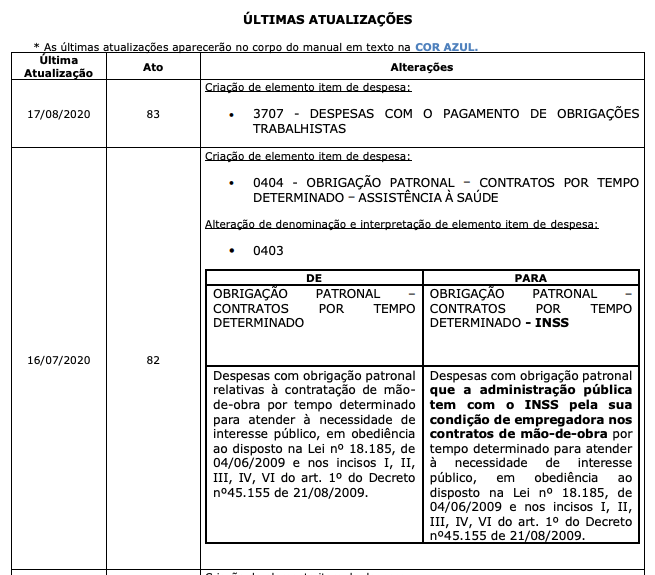 ÚLTIMAS ATUALIZAÇÕES
* As últimas atualizações aparecerão no corpo do manual em texto na COR AZUL.
Última Atualização
Ato
Alterações
17/08/2020
83
Criação de elemento item de despesa:
• 3707 - DESPESAS COM O PAGAMENTO DE OBRIGAÇÕES
TRABALHISTAS
16/07/2020
82
Criação de elemento item de despesa:
• 0404 - OBRIGAÇÃO PATRONAL – CONTRATOS POR TEMPO
DETERMINADO – ASSISTÊNCIA À SAÚDE
Alteração de denominação e interpretação de elemento item de despesa:
• 0403
DE
PARA
OBRIGAÇÃO PATRONAL –
CONTRATOS POR TEMPO
DETERMINADO
OBRIGAÇÃO PATRONAL –
CONTRATOS POR TEMPO
DETERMINADO - INSS
Despesas com obrigação patronal
relativas à contratação de mão-
de-obra por tempo determinado
para atender à necessidade de
interesse público, em obediência
ao disposto na Lei nº 18.185, de
04/06/2009 e nos incisos I, II,
III, IV, VI do art. 1º do Decreto
nº45.155 de 21/08/2009.
Despesas com obrigação patronal
que a administração pública
tem com o INSS pela sua
condição de empregadora nos
contratos de mão-de-obra por
tempo determinado para atender
à necessidade de interesse
público, em obediência ao
disposto na Lei nº 18.185, de
04/06/2009 e nos incisos I, II,
III, IV, VI do art. 1º do Decreto
nº45.155 de 21/08/2009.